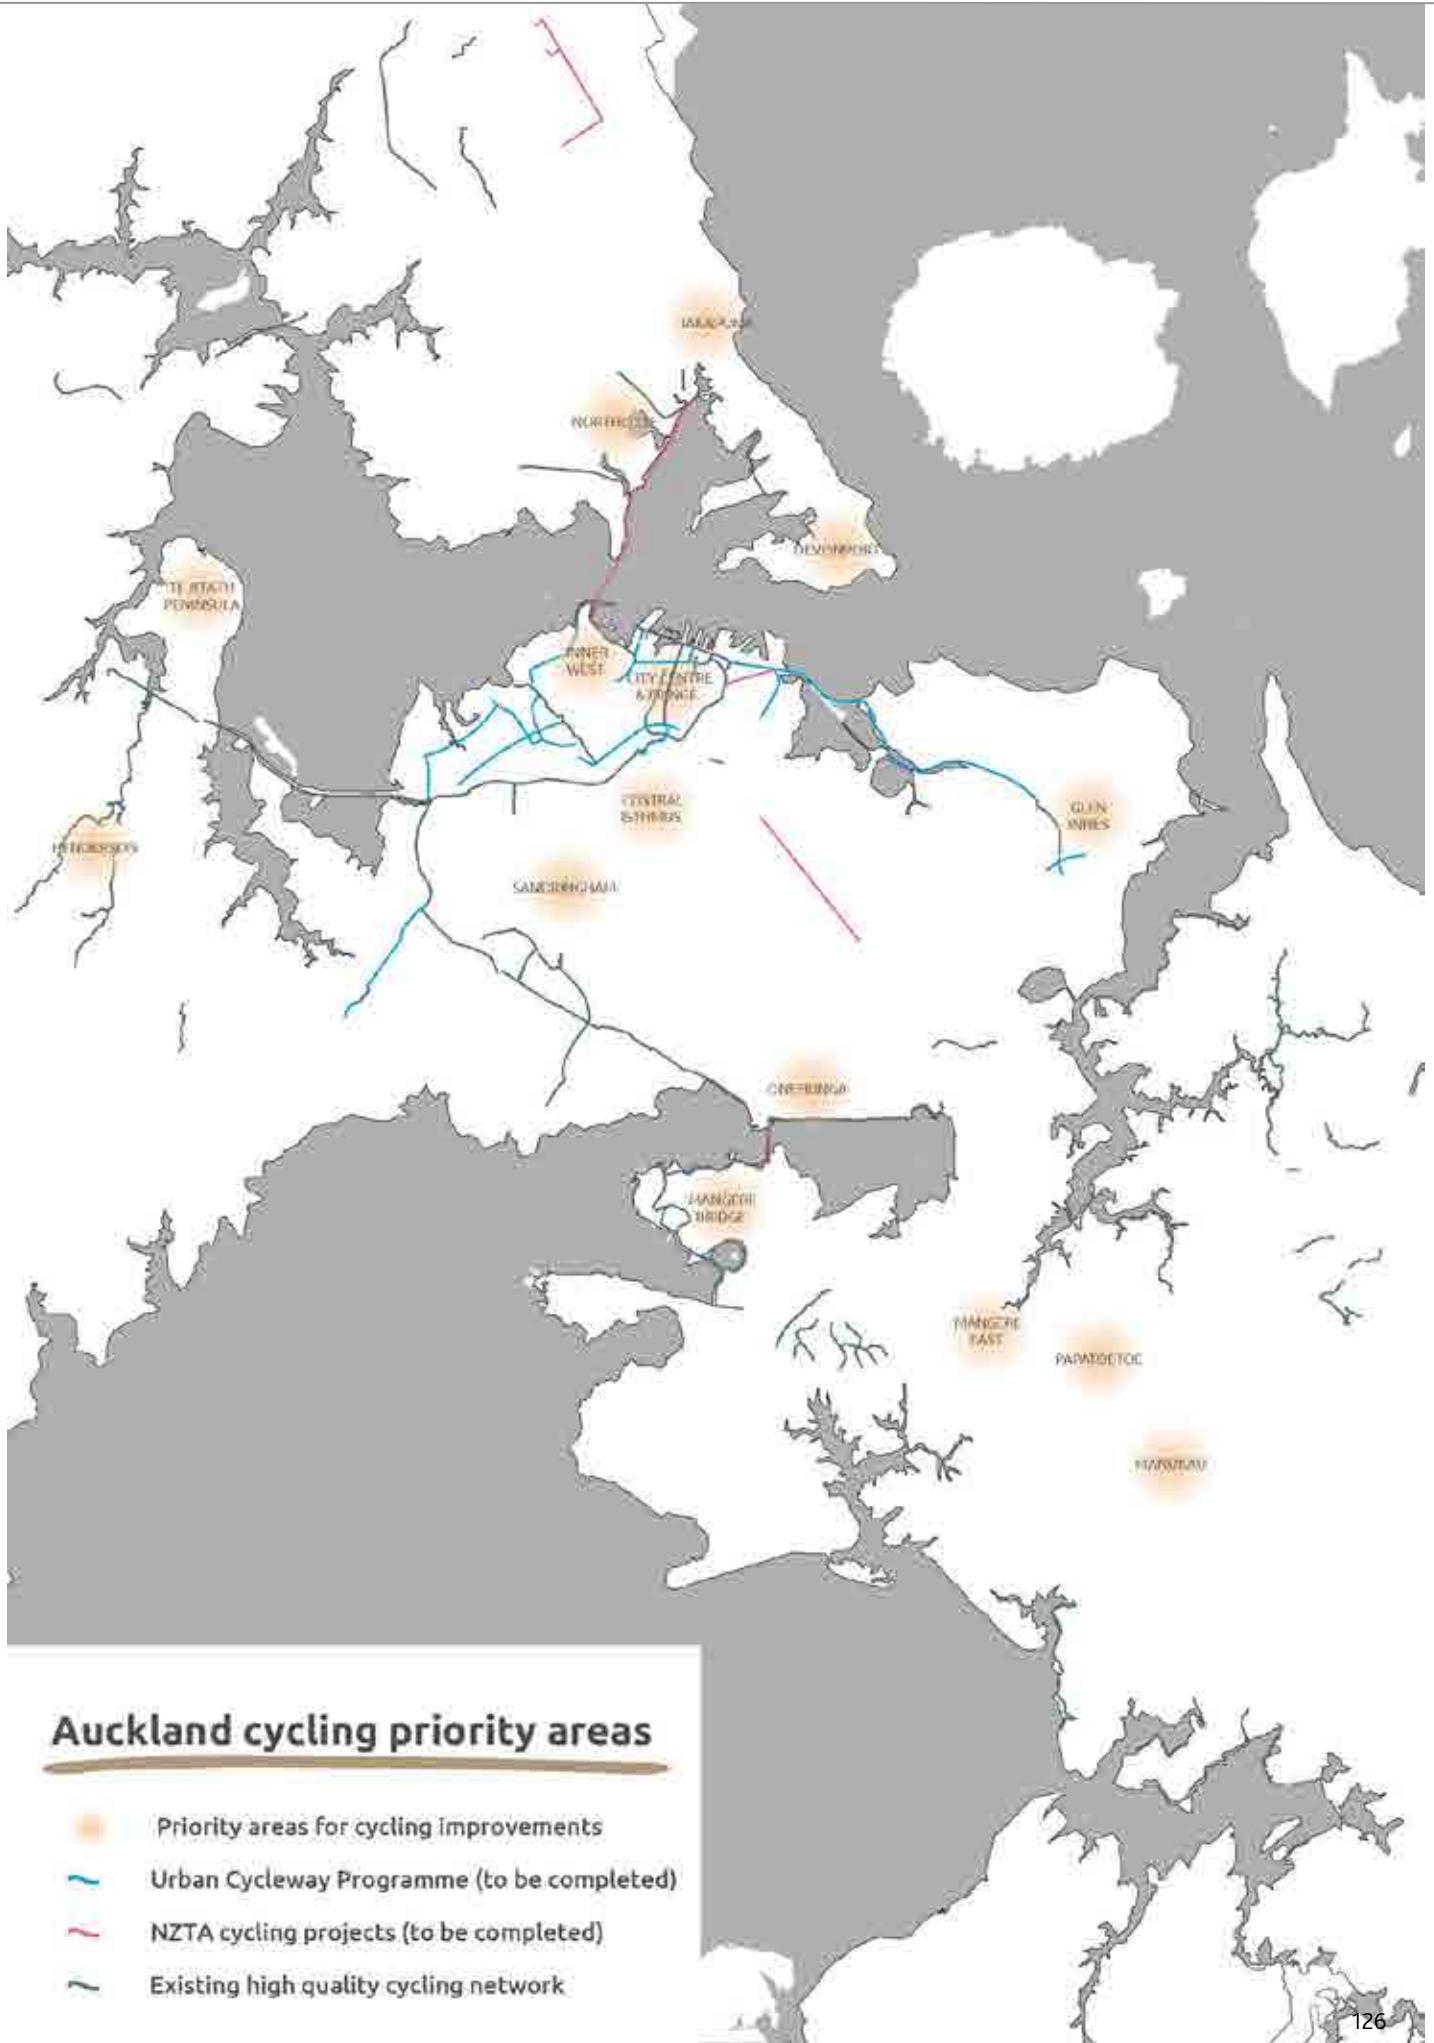 TAKAPUNA
NORTHCOTE
DEVONPORT
TE ATATU
PENINSULA
INNER
WEST
CITY CENTRE
& FRINGE
CENTRAL
ISTHMUS
GLEN
INNES
HENDERSON
SANDRINGHAM
ONEHUNGA
MANGERE
BRIDGE
MANGERE
EAST
PAPATOETOE
MANUKAU
Auckland cycling priority areas
Priority areas for cycling improvements
Urban Cycleway Programme (to be completed)
NZTA cycling projects (to be completed)
Existing high quality cycling network
126